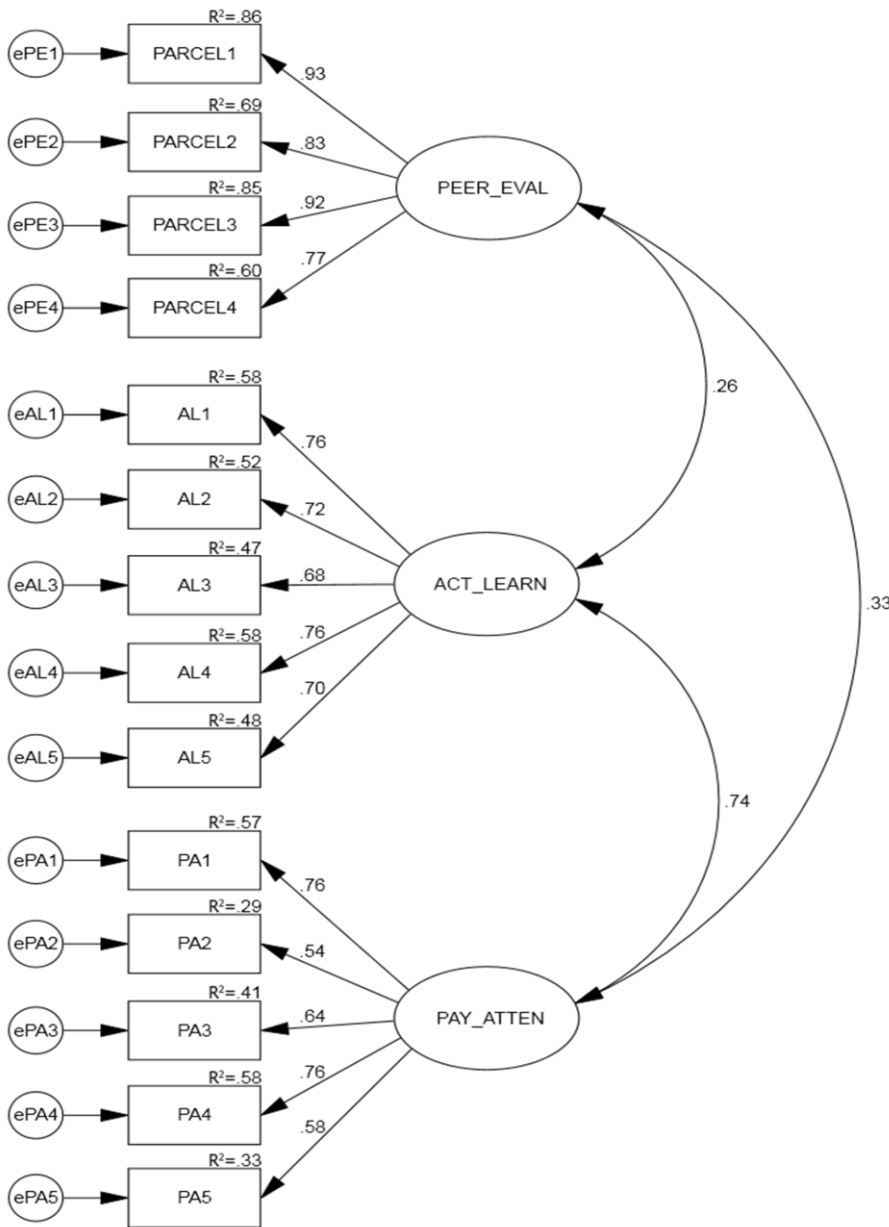 R²=.86
ePE1 PARCEL1
.93
R²=.69
ePE2 PARCEL2
.83
PEER_EVAL
R²=.85
ePE3 PARCEL3
.92
R²=.60
ePE4 PARCEL4
.77
.26
R²=.58
eAL1 AL1
.76
R²=.52
eAL2 AL2
.72
R²=.47
eAL3 AL3
.68
ACT_LEARN
.33
R²=.58
eAL4 AL4
.76
R²=.48
eAL5 AL5
.70
.74
R²=.57
ePA1 PA1
.76
R²=.29
ePA2 PA2
.54
R²=.41
ePA3 PA3
.64
PAY_ATTEN
R²=.58
ePA4 PA4
.76
R²=.33
ePA5 PA5
.58